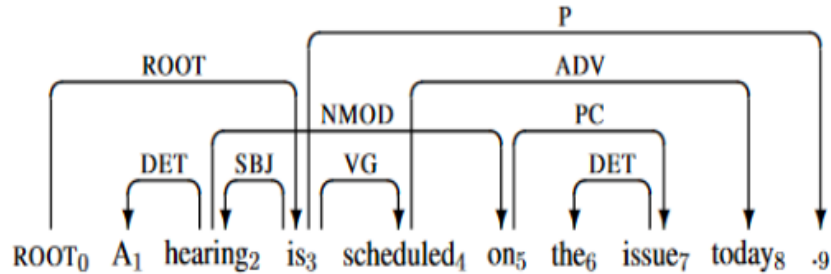 P
ROOT ADV
NMOD PC
DET SBJ VG DET
ROOT₀ A₁ hearing₂ is₃ scheduled₄ on₅ the₆ issue₇ today₈ .₉